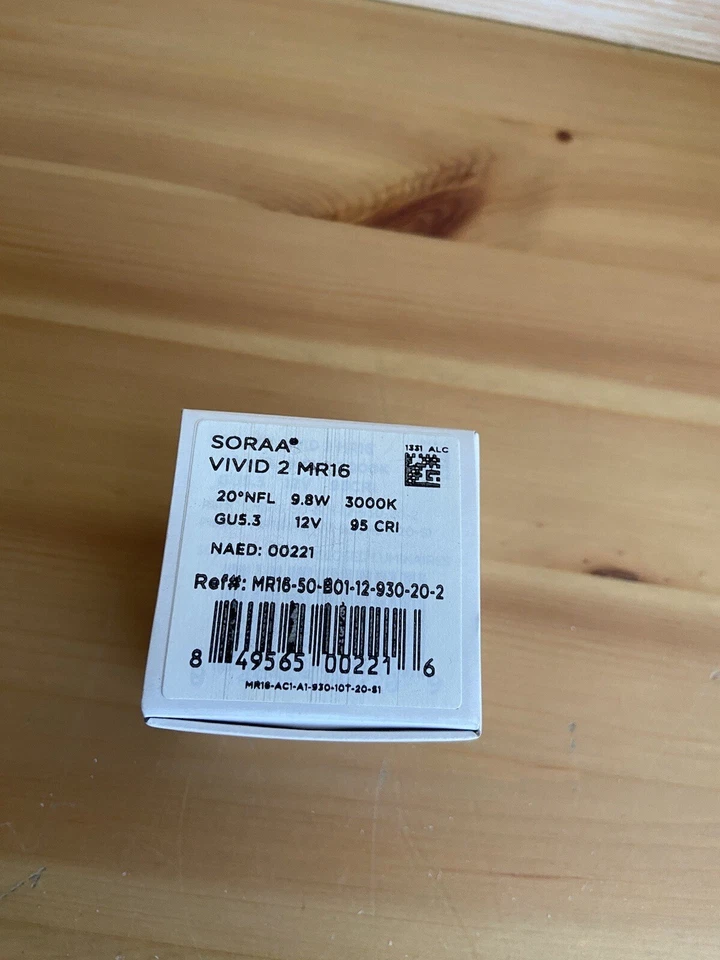 SORAA®
VIVID 2 MR16
1331 ALC
20°NFL 9.8W 3000K
GU5.3 12V 95 CRI
NAED: 00221
Ref#: MR16-50-B01-12-930-20-2
8 49565 00221 6
MR16-AC1-A1-930-10T-20-S1